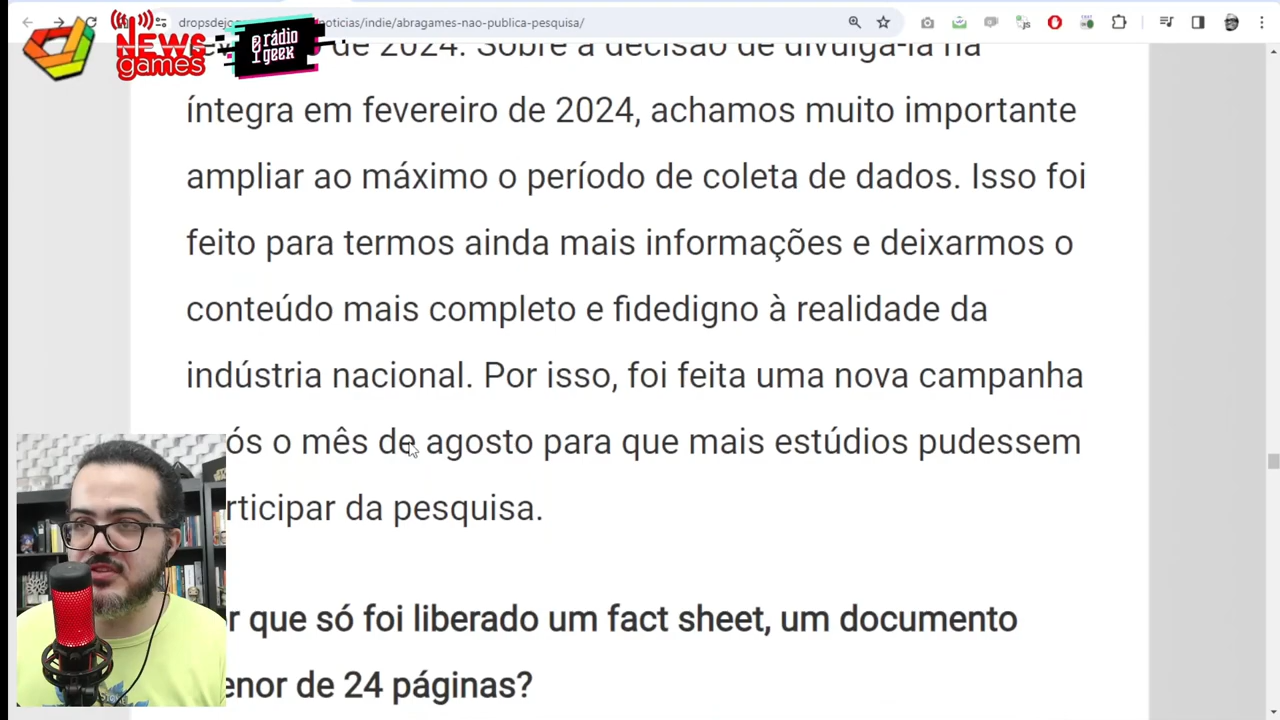 dropsdejo
noticias/indie/abragames-nao-publica-pesquisa/
NEWS
games
rádio
geek
de 2024. Sobre a decisão de divulgá-la na
íntegra em fevereiro de 2024, achamos muito importante
ampliar ao máximo o período de coleta de dados. Isso foi
feito para termos ainda mais informações e deixarmos o
conteúdo mais completo e fidedigno à realidade da
indústria nacional. Por isso, foi feita uma nova campanha
ós o mês de agosto para que mais estúdios pudessem
rticipar da pesquisa.
r que só foi liberado um fact sheet, um documento
enor de 24 páginas?